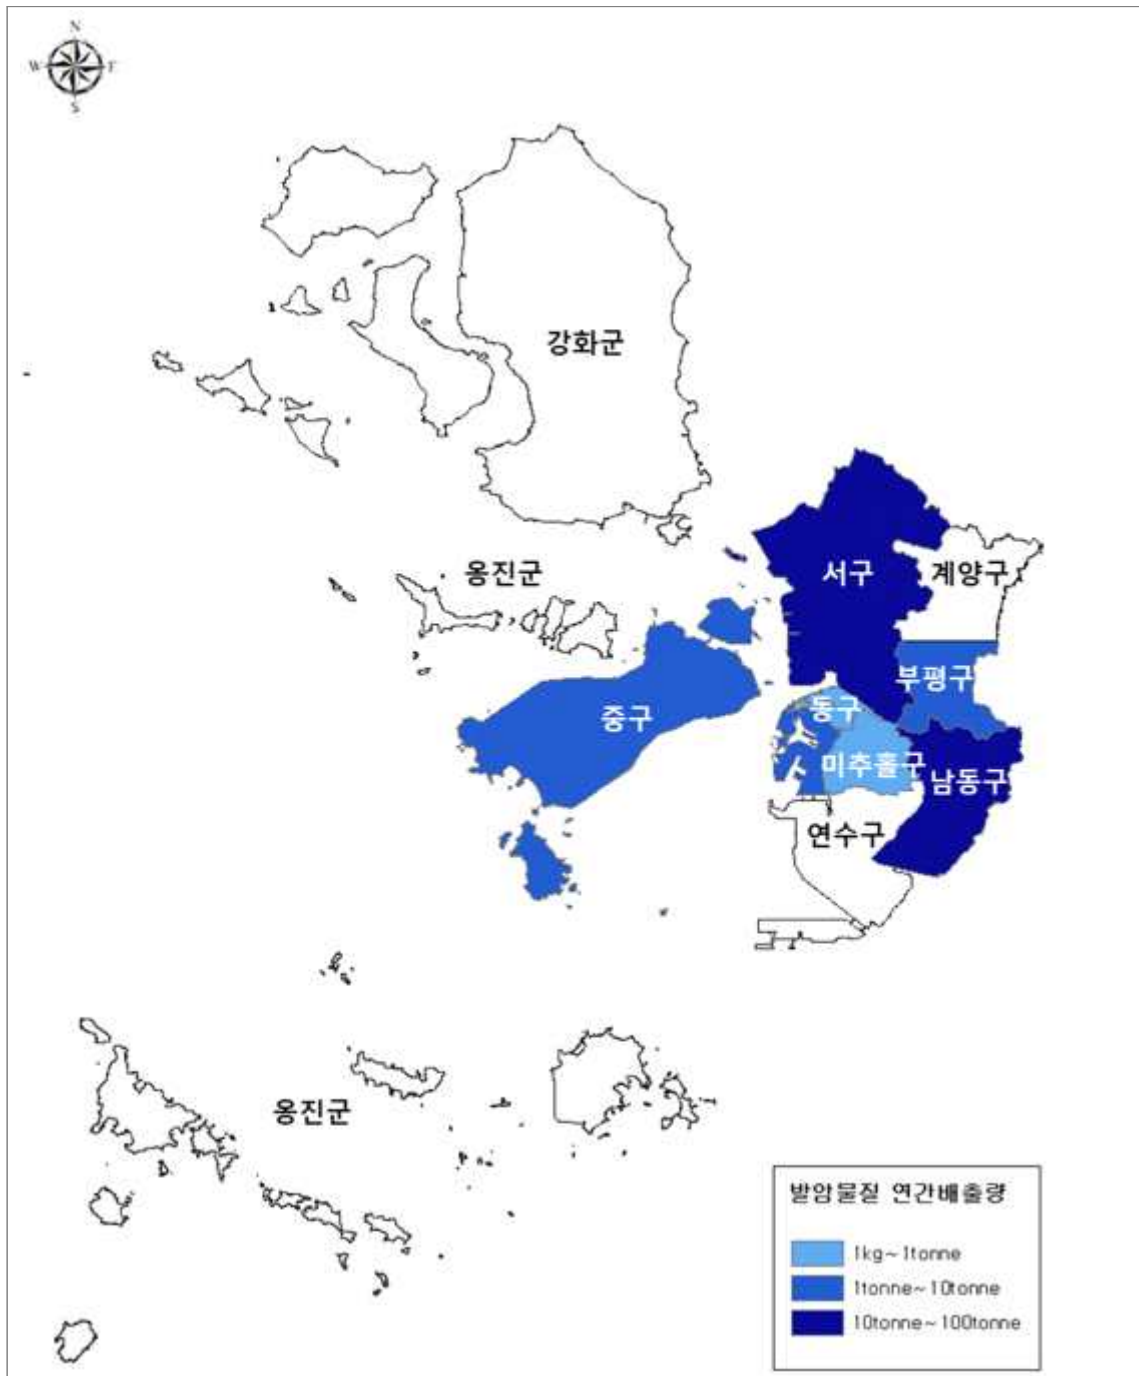 N
W E
S
강화군
옹진군
서구
계양구
부평구
중구
동구
미추홀구
남동구
연수구
옹진군
발암물질 연간배출량
1kg~1tonne
1tonne~10tonne
10tonne~100tonne